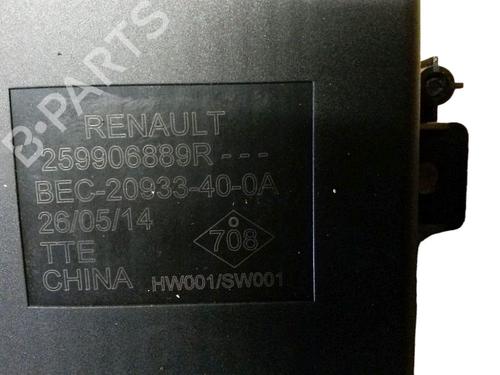 B-PARTS
RENAULT
259906889R - - -
BEC-20933-40-0A
26/05/14
TTE
708
CHINA
HW001/SW001